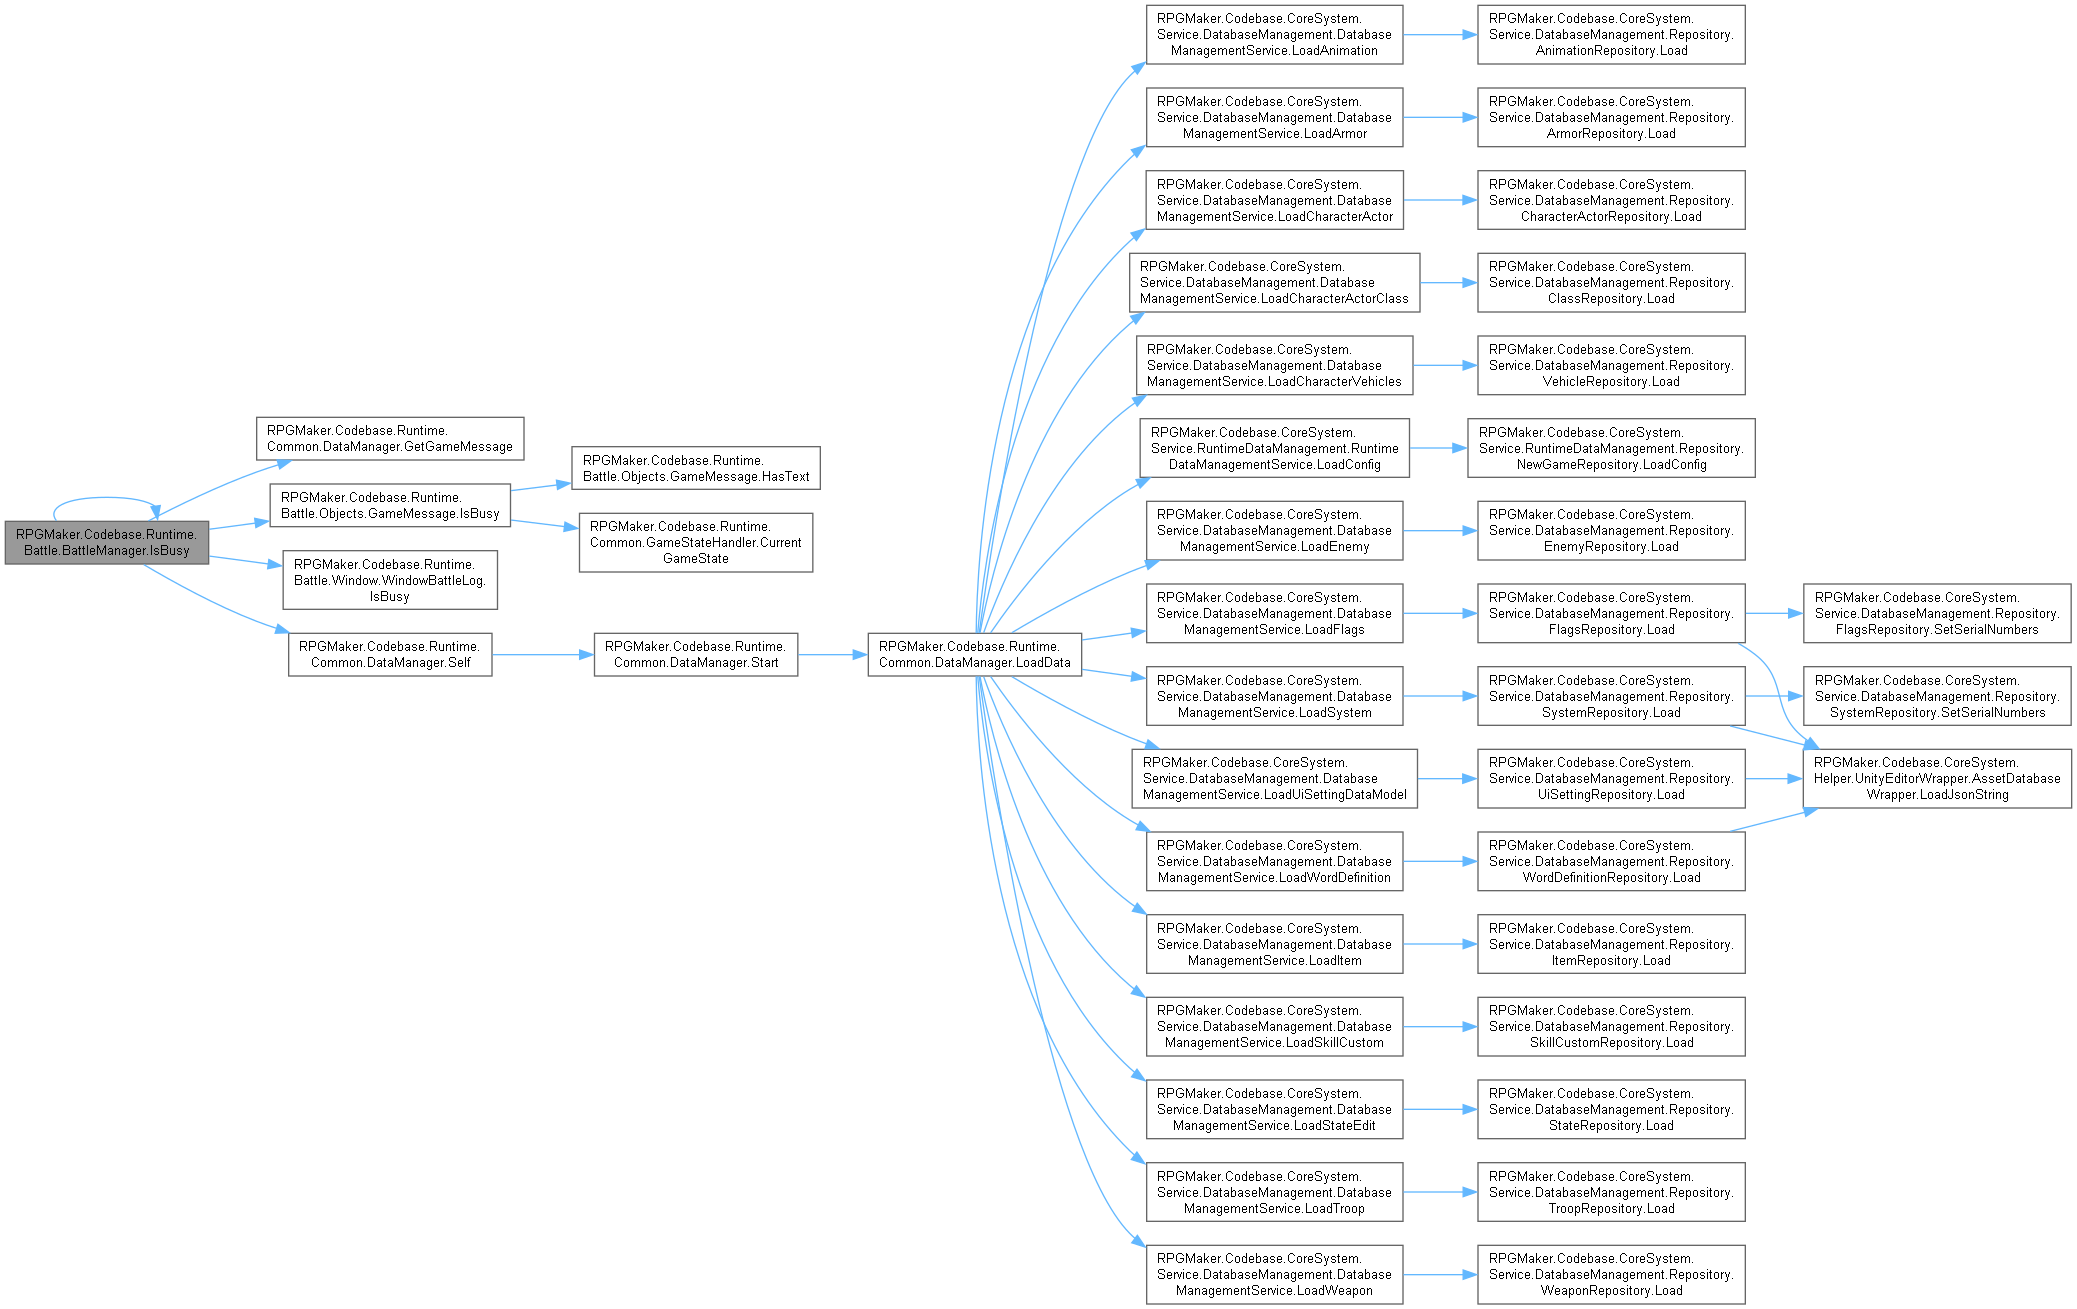 RPGMaker.Codebase.Runtime.
Battle.BattleManager.IsBusy
RPGMaker.Codebase.Runtime.
Common.DataManager.GetGameMessage
RPGMaker.Codebase.Runtime.
Battle.Objects.GameMessage.IsBusy
RPGMaker.Codebase.Runtime.
Battle.Objects.GameMessage.HasText
RPGMaker.Codebase.Runtime.
Common.GameStateHandler.Current
GameState
RPGMaker.Codebase.Runtime.
Battle.Window.WindowBattleLog.
IsBusy
RPGMaker.Codebase.Runtime.
Common.DataManager.Self
RPGMaker.Codebase.Runtime.
Common.DataManager.Start
RPGMaker.Codebase.Runtime.
Common.DataManager.LoadData
RPGMaker.Codebase.CoreSystem.
Service.DatabaseManagement.Database
ManagementService.LoadAnimation
RPGMaker.Codebase.CoreSystem.
Service.DatabaseManagement.Repository.
AnimationRepository.Load
RPGMaker.Codebase.CoreSystem.
Service.DatabaseManagement.Database
ManagementService.LoadArmor
RPGMaker.Codebase.CoreSystem.
Service.DatabaseManagement.Repository.
ArmorRepository.Load
RPGMaker.Codebase.CoreSystem.
Service.DatabaseManagement.Database
ManagementService.LoadCharacterActor
RPGMaker.Codebase.CoreSystem.
Service.DatabaseManagement.Repository.
CharacterActorRepository.Load
RPGMaker.Codebase.CoreSystem.
Service.DatabaseManagement.Database
ManagementService.LoadCharacterActorClass
RPGMaker.Codebase.CoreSystem.
Service.DatabaseManagement.Repository.
ClassRepository.Load
RPGMaker.Codebase.CoreSystem.
Service.DatabaseManagement.Database
ManagementService.LoadCharacterVehicles
RPGMaker.Codebase.CoreSystem.
Service.DatabaseManagement.Repository.
VehicleRepository.Load
RPGMaker.Codebase.CoreSystem.
Service.RuntimeDataManagement.Runtime
DataManagementService.LoadConfig
RPGMaker.Codebase.CoreSystem.
Service.RuntimeDataManagement.Repository.
NewGameRepository.LoadConfig
RPGMaker.Codebase.CoreSystem.
Service.DatabaseManagement.Database
ManagementService.LoadEnemy
RPGMaker.Codebase.CoreSystem.
Service.DatabaseManagement.Repository.
EnemyRepository.Load
RPGMaker.Codebase.CoreSystem.
Service.DatabaseManagement.Database
ManagementService.LoadFlags
RPGMaker.Codebase.CoreSystem.
Service.DatabaseManagement.Repository.
FlagsRepository.Load
RPGMaker.Codebase.CoreSystem.
Service.DatabaseManagement.Repository.
FlagsRepository.SetSerialNumbers
RPGMaker.Codebase.CoreSystem.
Service.DatabaseManagement.Database
ManagementService.LoadSystem
RPGMaker.Codebase.CoreSystem.
Service.DatabaseManagement.Repository.
SystemRepository.Load
RPGMaker.Codebase.CoreSystem.
Service.DatabaseManagement.Repository.
SystemRepository.SetSerialNumbers
RPGMaker.Codebase.CoreSystem.
Service.DatabaseManagement.Database
ManagementService.LoadUiSettingDataModel
RPGMaker.Codebase.CoreSystem.
Service.DatabaseManagement.Repository.
UiSettingRepository.Load
RPGMaker.Codebase.CoreSystem.
Helper.UnityEditorWrapper.AssetDatabase
Wrapper.LoadJsonString
RPGMaker.Codebase.CoreSystem.
Service.DatabaseManagement.Database
ManagementService.LoadWordDefinition
RPGMaker.Codebase.CoreSystem.
Service.DatabaseManagement.Repository.
WordDefinitionRepository.Load
RPGMaker.Codebase.CoreSystem.
Service.DatabaseManagement.Database
ManagementService.LoadItem
RPGMaker.Codebase.CoreSystem.
Service.DatabaseManagement.Repository.
ItemRepository.Load
RPGMaker.Codebase.CoreSystem.
Service.DatabaseManagement.Database
ManagementService.LoadSkillCustom
RPGMaker.Codebase.CoreSystem.
Service.DatabaseManagement.Repository.
SkillCustomRepository.Load
RPGMaker.Codebase.CoreSystem.
Service.DatabaseManagement.Database
ManagementService.LoadStateEdit
RPGMaker.Codebase.CoreSystem.
Service.DatabaseManagement.Repository.
StateRepository.Load
RPGMaker.Codebase.CoreSystem.
Service.DatabaseManagement.Database
ManagementService.LoadTroop
RPGMaker.Codebase.CoreSystem.
Service.DatabaseManagement.Repository.
TroopRepository.Load
RPGMaker.Codebase.CoreSystem.
Service.DatabaseManagement.Database
ManagementService.LoadWeapon
RPGMaker.Codebase.CoreSystem.
Service.DatabaseManagement.Repository.
WeaponRepository.Load